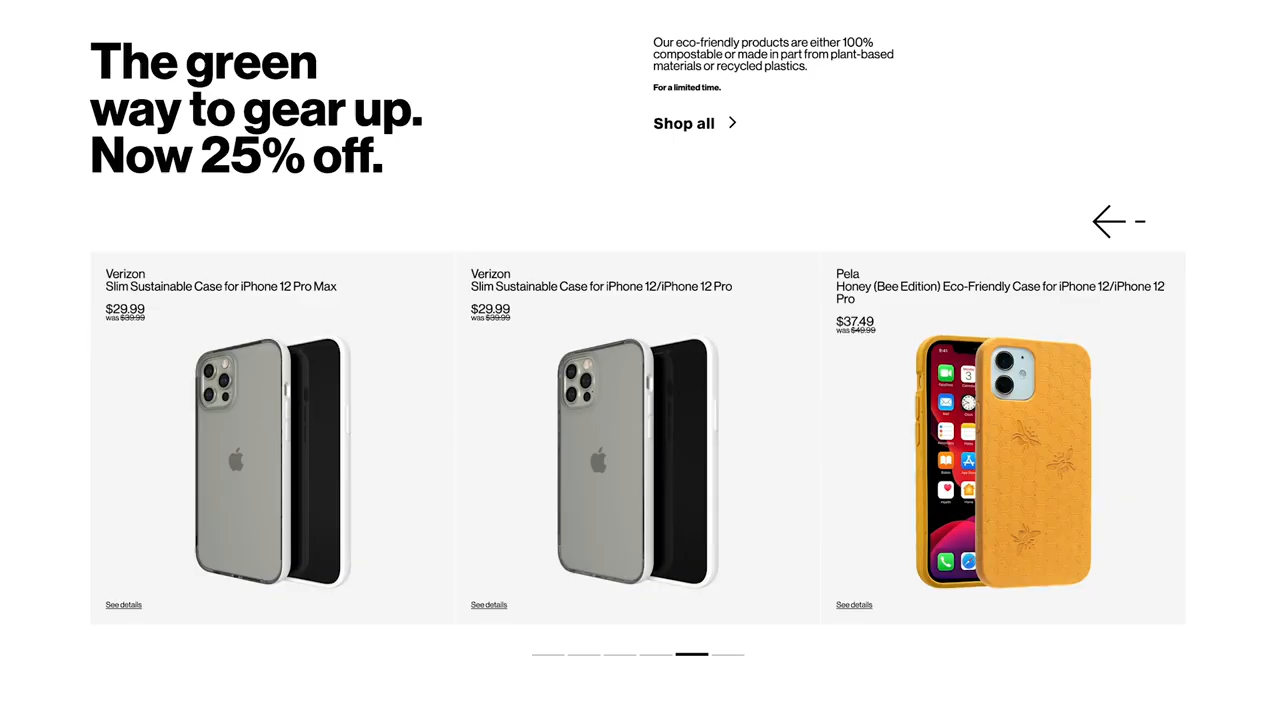 The green
way to gear up.
Now 25% off.
Our eco-friendly products are either 100%
compostable or made in part from plant-based
materials or recycled plastics.
For a limited time.
Shop all
Verizon
Slim Sustainable Case for iPhone 12 Pro Max
$29.99
was $39.99
See details
Verizon
Slim Sustainable Case for iPhone 12/iPhone 12 Pro
$29.99
was $39.99
See details
Pela
Honey (Bee Edition) Eco-Friendly Case for iPhone 12/iPhone 12
Pro
$37.49
was $49.99
9:41
3
See details